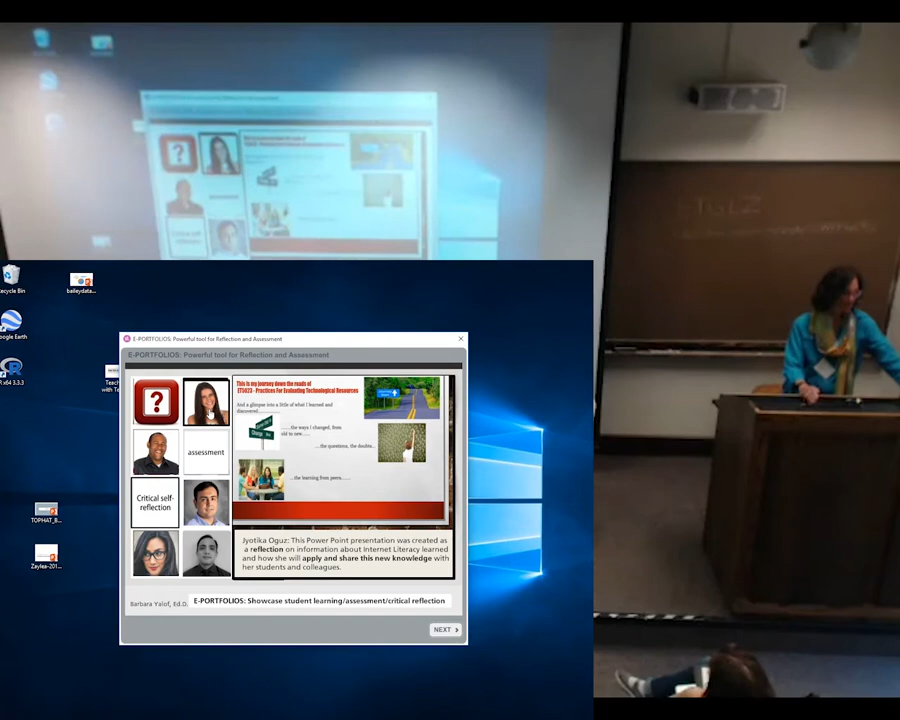 Recycle Bin
baileydata...
Google Earth
R x64 3.3.3
Teach
with Te
TOPHAT_B...
Zaylea-201...
E-PORTFOLIOS: Powerful tool for Reflection and Assessment
E-PORTFOLIOS: Powerful tool for Reflection and Assessment
?
assessment
Critical self-
reflection
This is my journey down the roads of
ET5023 - Practices For Evaluating Technological Resources
And a glimpse into a little of what I learned and
discovered
......the ways I changed, from
old to new.....
....the questions, the doubts...
...the learning from peers......
Jyotika Oguz: This Power Point presentation was created as
a reflection on information about Internet Literacy learned
and how she will apply and share this new knowledge with
her students and colleagues.
Barbara Yalof, Ed.D.
E-PORTFOLIOS: Showcase student learning/assessment/critical reflection
NEXT >